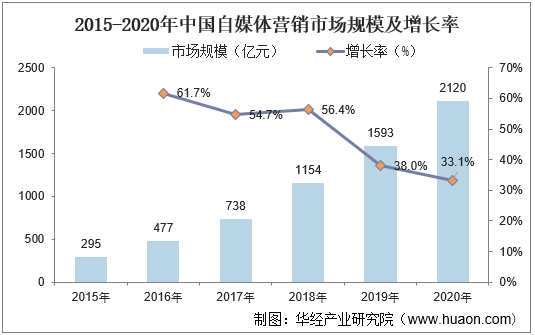 2015-2020年中国自媒体营销市场规模及增长率
市场规模（亿元） 增长率（%）
2500 70%
2000 60%
1500 50%
1000 40%
500 30%
0 20%
10%
0%
61.7% 54.7% 56.4% 38.0% 33.1%
295 477 738 1154 1593 2120
2015年 2016年 2017年 2018年 2019年 2020年
制图：华经产业研究院（www.huaon.com）